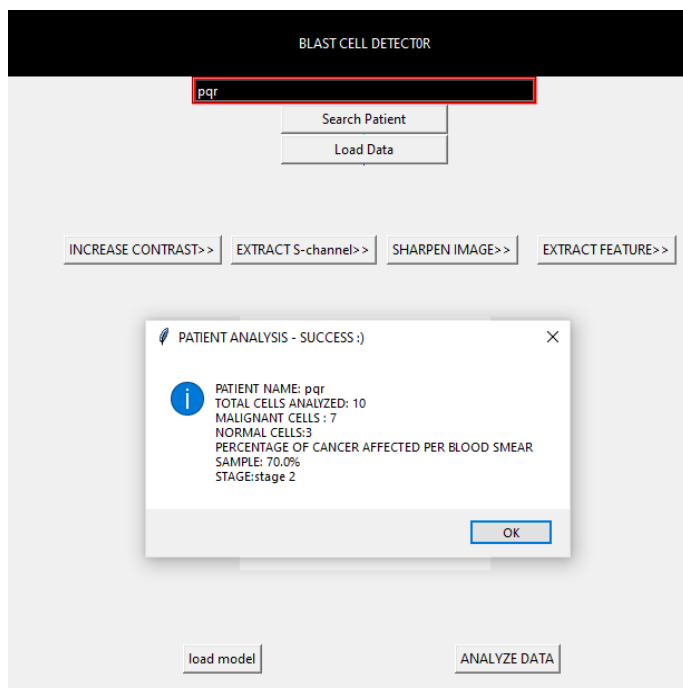 BLAST CELL DETECT0R
pqr
Search Patient
Load Data
INCREASE CONTRAST>> EXTRACT S-channel>> SHARPEN IMAGE>> EXTRACT FEATURE>>
PATIENT ANALYSIS - SUCCESS :)
PATIENT NAME: pqr
TOTAL CELLS ANALYZED: 10
MALIGNANT CELLS : 7
NORMAL CELLS:3
PERCENTAGE OF CANCER AFFECTED PER BLOOD SMEAR
SAMPLE: 70.0%
STAGE:stage 2
OK
load model ANALYZE DATA